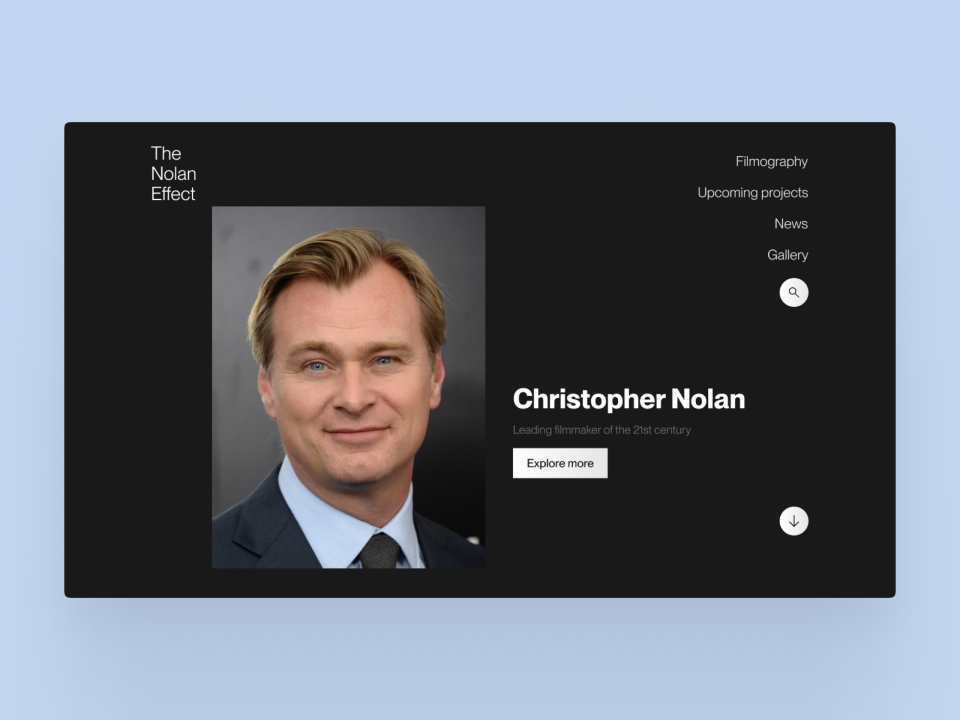 The
Nolan
Effect
Filmography
Upcoming projects
News
Gallery
Christopher Nolan
Leading filmmaker of the 21st century
Explore more